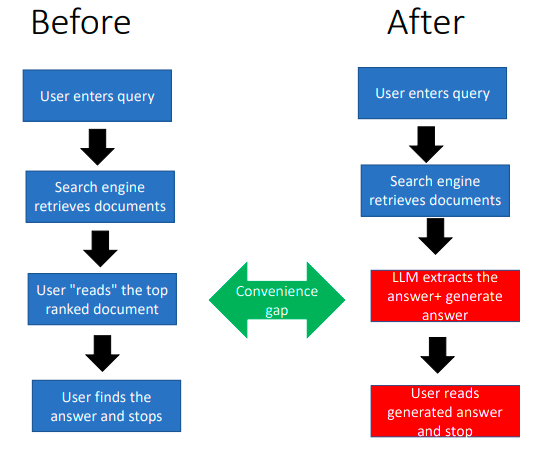 Before
After
User enters query
User enters query
Search engine
retrieves documents
Search engine
retrieves documents
User "reads" the top
ranked document
Convenience
gap
LLM extracts the
answer+ generate
answer
User finds the
answer and stops
User reads
generated answer
and stop